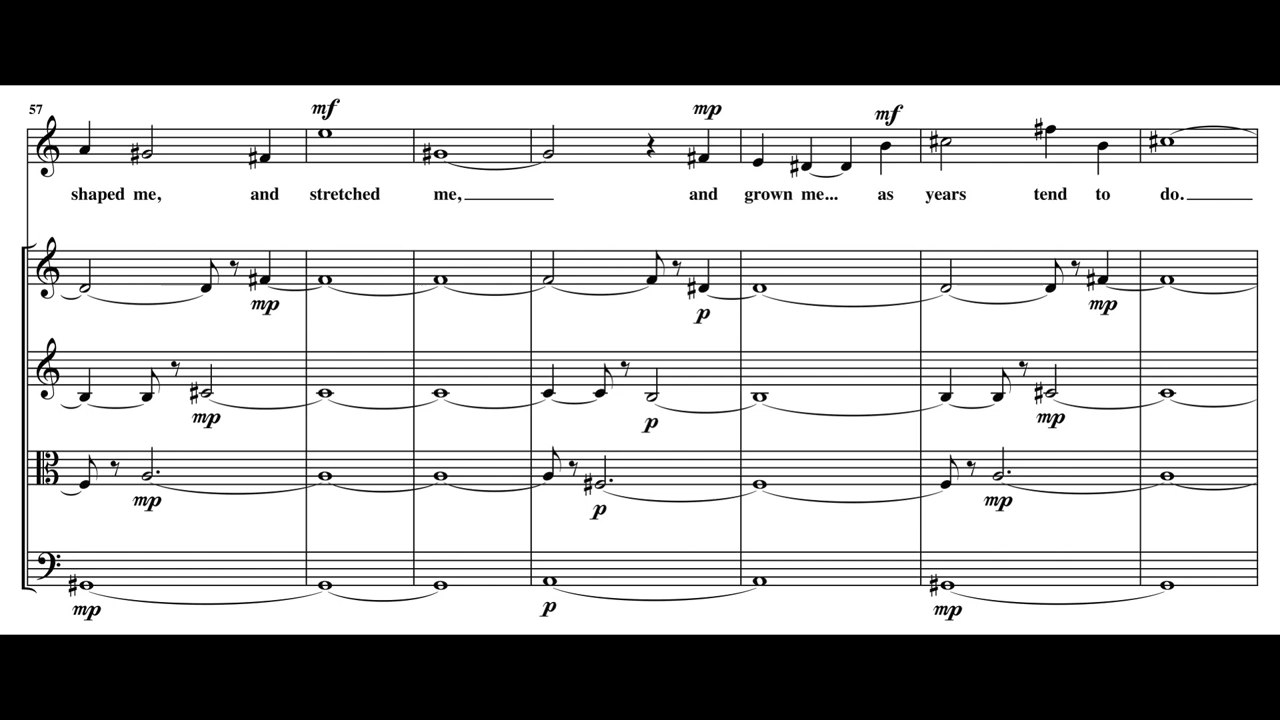 57
mf
mp
mf
shaped me, and stretched me, and grown me... as years tend to do.
mp
p
mp
mp
p
mp
mp
p
mp
mp
p
mp